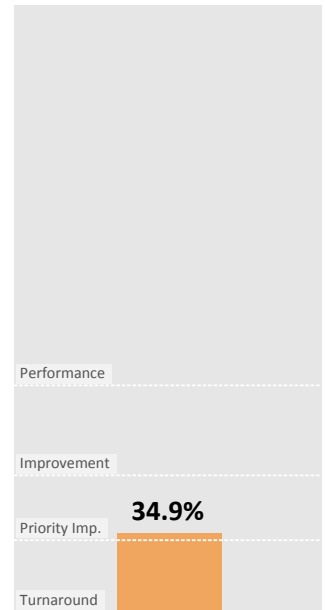 Performance
Improvement
34.9%
Priority Imp.
Turnaround